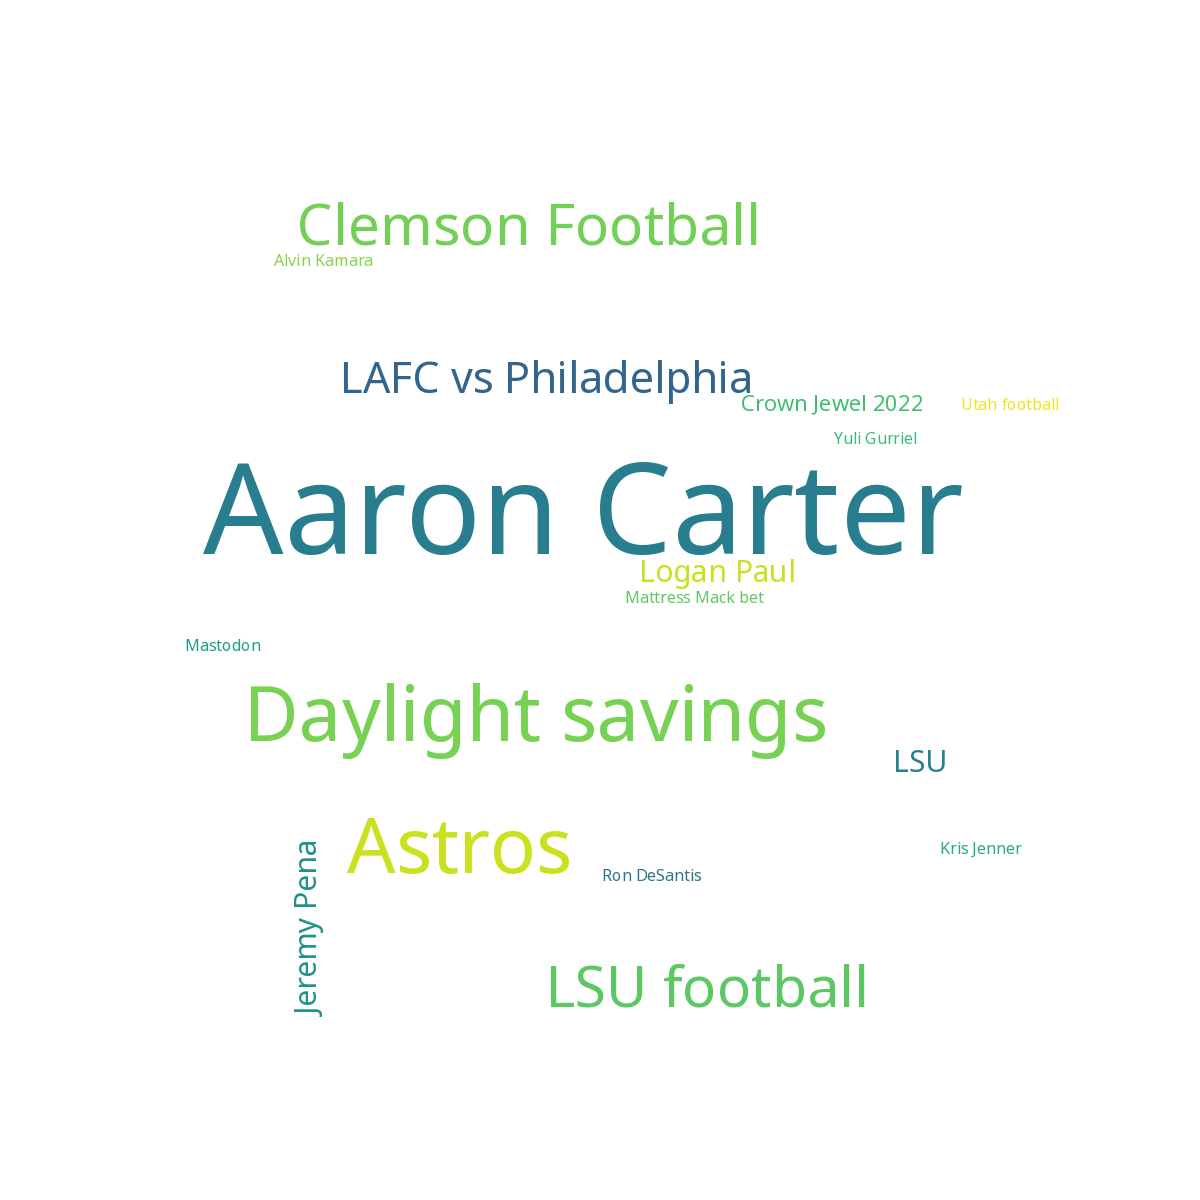 Clemson Football
Alvin Kamara
LAFC vs Philadelphia
Crown Jewel 2022
Utah football
Yuli Gurriel
Aaron Carter
Logan Paul
Mattress Mack bet
Mastodon
Daylight savings
LSU
Astros
Jeremy Pena
Kris Jenner
Ron DeSantis
LSU football